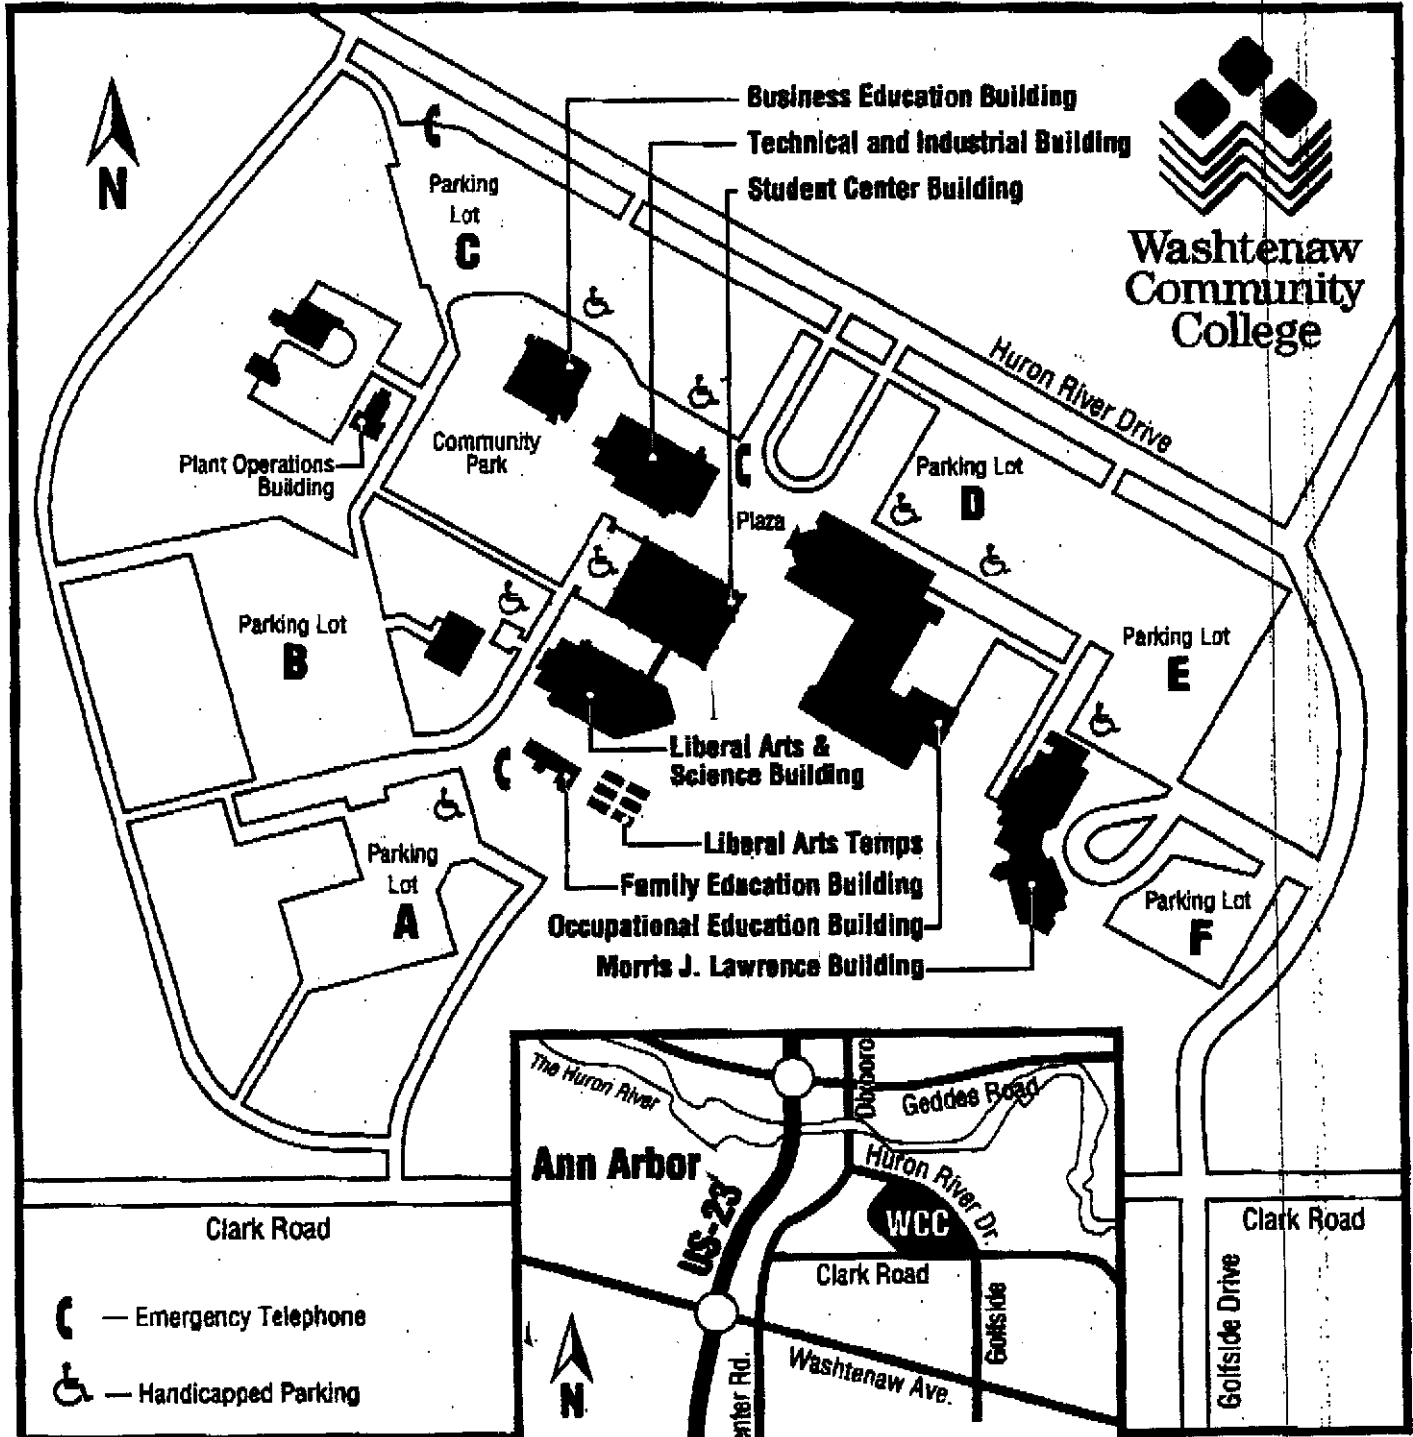 Business Education Building
Technical and Industrial Building
Student Center Building
N
Parking
Lot
C
Washtenaw
Community
College
Huron River Drive
Community
Park
Plant Operations
Building
Plaza
Parking Lot
D
Parking Lot
B
Parking Lot
E
Liberal Arts &
Science Building
Liberal Arts Temps
Family Education Building
Occupational Education Building
Morris J. Lawrence Building
Parking
Lot
A
Parking Lot
F
The Huron River
Geddes Road
Ann Arbor
US-23
Huron River Dr.
WCC
Clark Road
Golfside
Washtenaw Ave.
enter Rd.
N
Clark Road
Clark Road
Golfside Drive
— Emergency Telephone
— Handicapped Parking